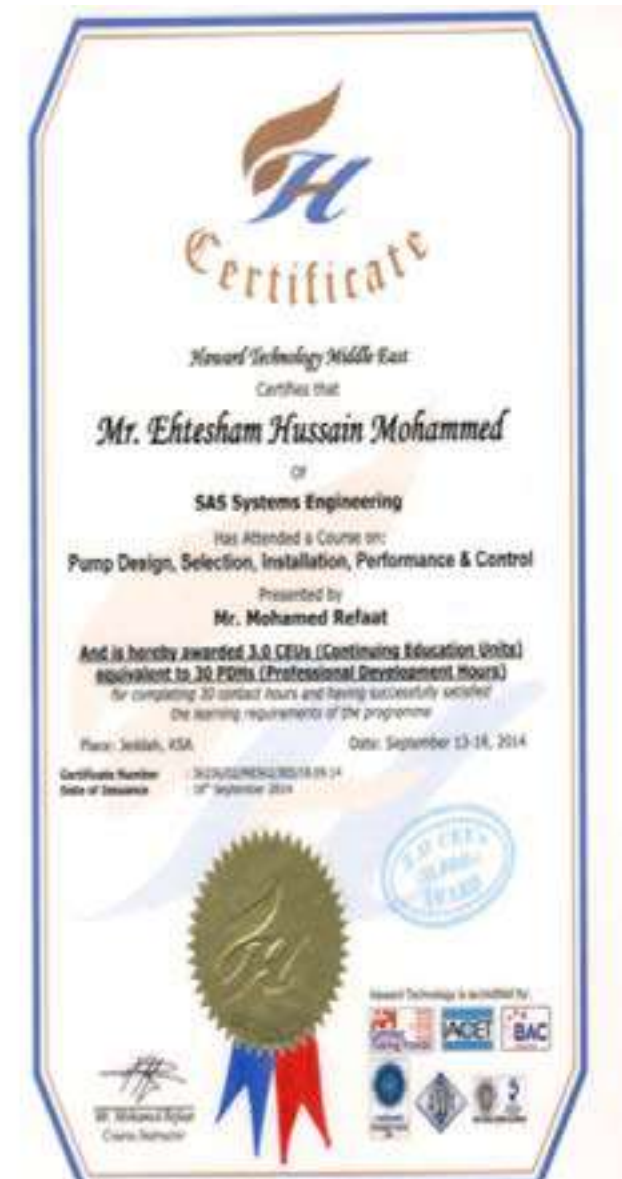 H
Certificate
Haward Technology Middle East
Certifies that
Mr. Ehtesham Hussain Mohammed
Of
SAS Systems Engineering
Has Attended a Course on:
Pump Design, Selection, Installation, Performance & Control
Presented by
Mr. Mohamed Refaat
And is hereby awarded 3.0 CEUs (Continuing Education Units)
equivalent to 30 PDHs (Professional Development Hours)
for completing 30 contact hours and having successfully satisfied
the learning requirements of the programme
Place: Jeddah, KSA Date: September 13-18, 2014
Certificate Number :
Date of Issuance : 18th September 2014
Haward Technology is accredited by:
IACET BAC
Mr. Mohamed Refaat
Course Instructor